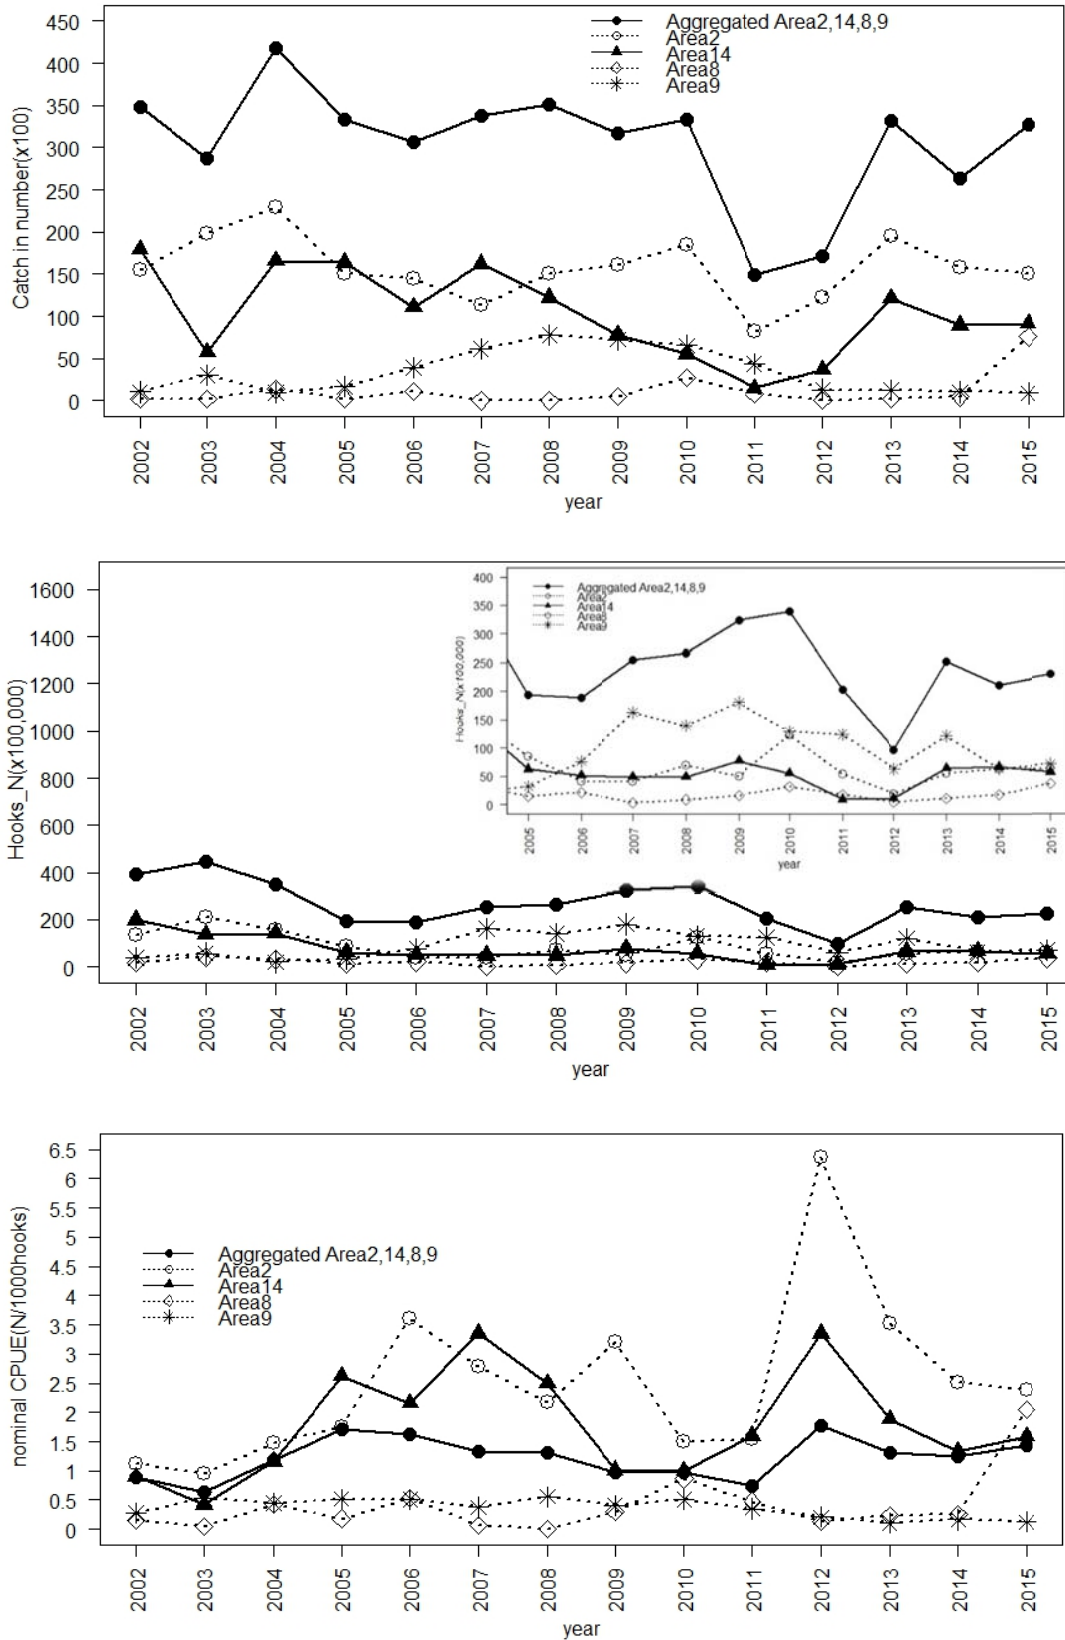 450
400
350
300
250
200
150
100
50
0
Catch in number(x100)
Aggregated Area2,14,8,9
Area2
Area14
Area8
Area9
2002 2003 2004 2005 2006 2007 2008 2009 2010 2011 2012 2013 2014 2015
year
1600
1400
1200
1000
800
600
400
200
0
Hooks_N(x100,000)
400
350
300
250
200
150
100
50
0
Hooks_N(x100,000)
Aggregated Area2,14,8,9
Area2
Area14
Area8
Area9
2005 2006 2007 2008 2009 2010 2011 2012 2013 2014 2015
year
2002 2003 2004 2005 2006 2007 2008 2009 2010 2011 2012 2013 2014 2015
year
6.5
6
5.5
5
4.5
4
3.5
3
2.5
2
1.5
1
0.5
0
nominal CPUE(N/1000hooks)
Aggregated Area2,14,8,9
Area2
Area14
Area8
Area9
2002 2003 2004 2005 2006 2007 2008 2009 2010 2011 2012 2013 2014 2015
year